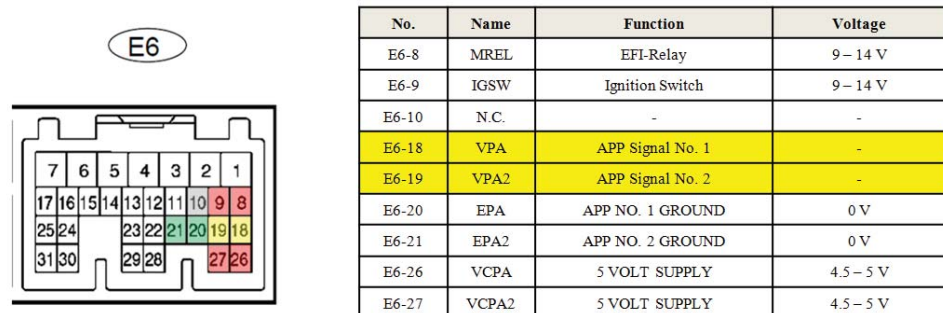 E6
7 6 5 4 3 2 1
17 16 15 14 13 12 11 10 9 8
25 24 23 22 21 20 19 18
31 30 29 28 27 26
No. Name Function Voltage
E6-8 MREL EFI-Relay 9 – 14 V
E6-9 IGSW Ignition Switch 9 – 14 V
E6-10 N.C. - -
E6-18 VPA APP Signal No. 1 -
E6-19 VPA2 APP Signal No. 2 -
E6-20 EPA APP NO. 1 GROUND 0 V
E6-21 EPA2 APP NO. 2 GROUND 0 V
E6-26 VCPA 5 VOLT SUPPLY 4.5 – 5 V
E6-27 VCPA2 5 VOLT SUPPLY 4.5 – 5 V